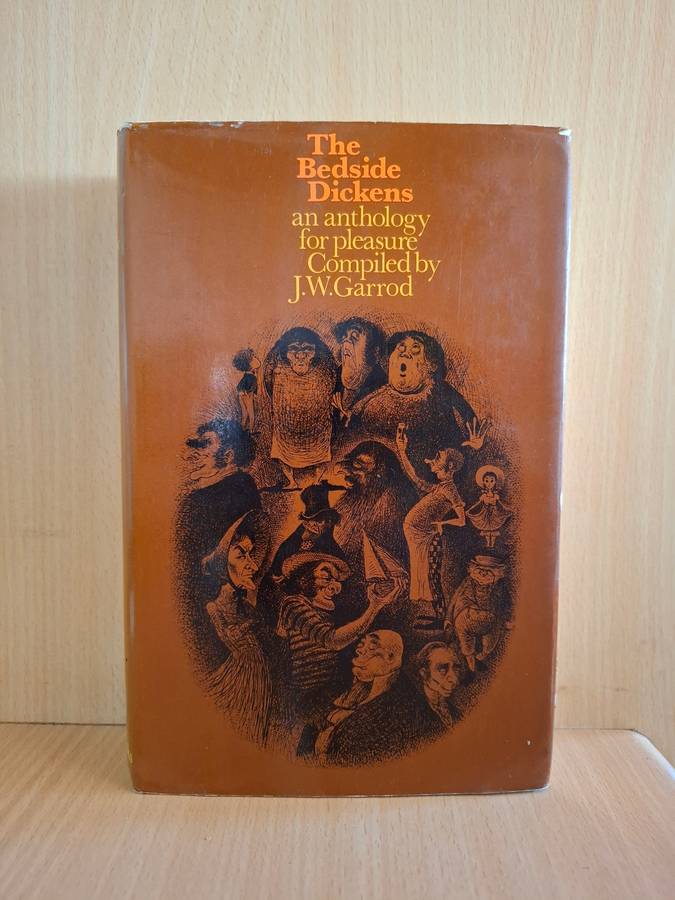 The
Bedside
Dickens
an anthology
for pleasure
Compiled by
J.W.Garrod